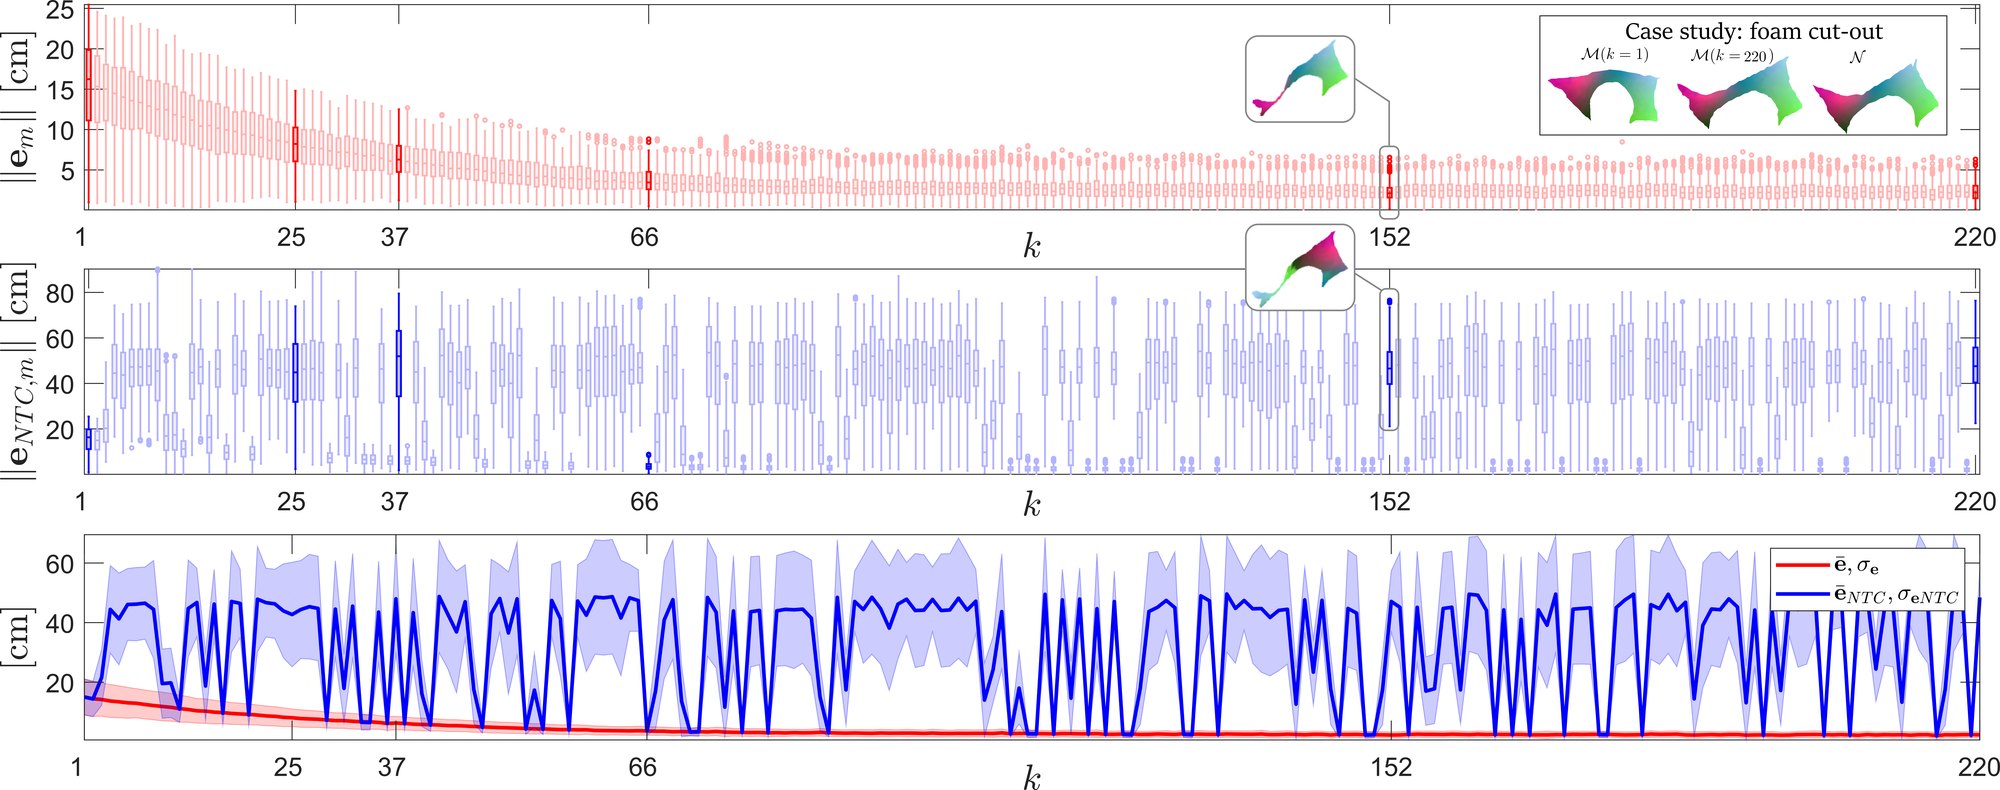 ||e_m|| [cm]
25
20
15
10
5
Case study: foam cut-out
M(k = 1) M(k = 220) N
1 25 37 66 k 152 220
||e_NTC,m|| [cm]
80
60
40
20
1 25 37 66 k 152 220
[cm]
60
40
20
ē, σ_e
ē_NTC, σ_eNTC
1 25 37 66 k 152 220